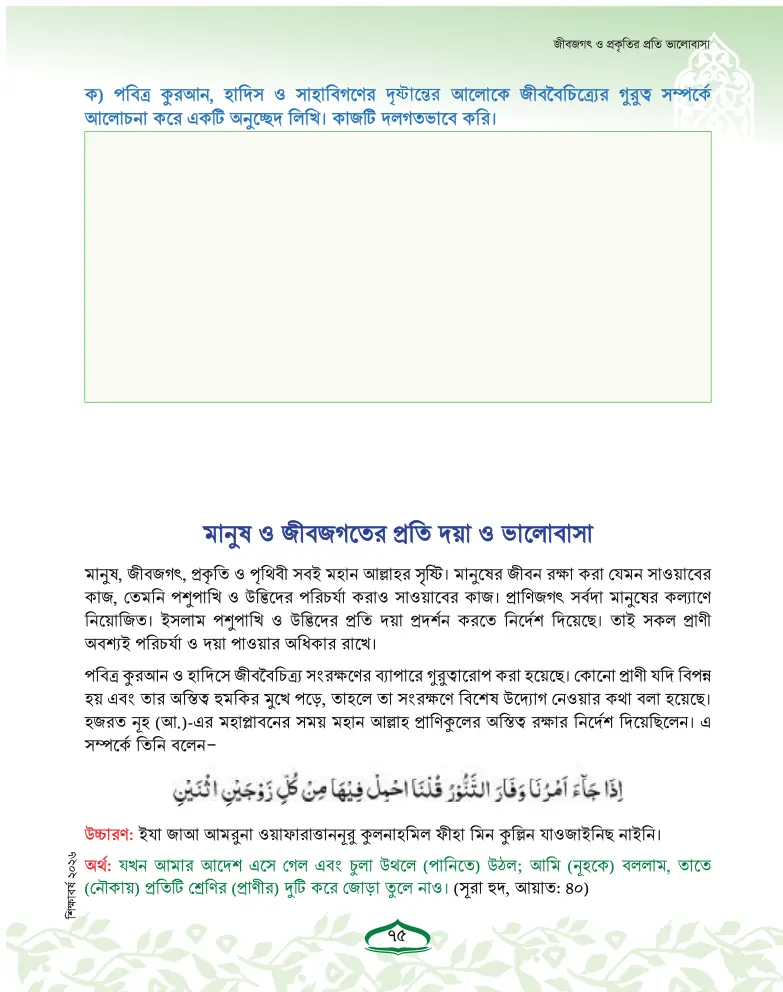 জীবজগৎ ও প্রকৃতির প্রতি ভালোবাসা
ক) পবিত্র কুরআন, হাদিস ও সাহাবিগণের দৃষ্টান্তের আলোকে জীববৈচিত্র্যের গুরুত্ব সম্পর্কে
আলোচনা করে একটি অনুচ্ছেদ লিখি। কাজটি দলগতভাবে করি।
মানুষ ও জীবজগতের প্রতি দয়া ও ভালোবাসা
মানুষ, জীবজগৎ, প্রকৃতি ও পৃথিবী সবই মহান আল্লাহর সৃষ্টি। মানুষের জীবন রক্ষা করা যেমন সাওয়াবের
কাজ, তেমনি পশুপাখি ও উদ্ভিদের পরিচর্যা করাও সাওয়াবের কাজ। প্রাণিজগৎ সর্বদা মানুষের কল্যাণে
নিয়োজিত। ইসলাম পশুপাখি ও উদ্ভিদের প্রতি দয়া প্রদর্শন করতে নির্দেশ দিয়েছে। তাই সকল প্রাণী
অবশ্যই পরিচর্যা ও দয়া পাওয়ার অধিকার রাখে।
পবিত্র কুরআন ও হাদিসে জীববৈচিত্র্য সংরক্ষণের ব্যাপারে গুরুত্বারোপ করা হয়েছে। কোনো প্রাণী যদি বিপন্ন
হয় এবং তার অস্তিত্ব হুমকির মুখে পড়ে, তাহলে তা সংরক্ষণে বিশেষ উদ্যোগ নেওয়ার কথা বলা হয়েছে।
হজরত নূহ (আ.)-এর মহাপ্লাবনের সময় মহান আল্লাহ প্রাণিকুলের অস্তিত্ব রক্ষার নির্দেশ দিয়েছিলেন। এ
সম্পর্কে তিনি বলেন–
اِذَا جَآءَ اَمْرُنَا وَفَارَ التَّنُّوْرُ قُلْنَا احْمِلْ فِيْهَا مِنْ كُلٍّ زَوْجَيْنِ اثْنَيْنِ
উচ্চারণ: ইযা জাআ আমরুনা ওয়াফারাত্তাননূরু কুলনাহমিল ফীহা মিন কুল্লিন যাওজাইনিছ নাইনি।
অর্থ: যখন আমার আদেশ এসে গেল এবং চুলা উথলে (পানিতে) উঠল; আমি (নূহকে) বললাম, তাতে
(নৌকায়) প্রতিটি শ্রেণির (প্রাণীর) দুটি করে জোড়া তুলে নাও। (সূরা হুদ, আয়াত: ৪০)
শিক্ষাবর্ষ ২০২৬
৭৫